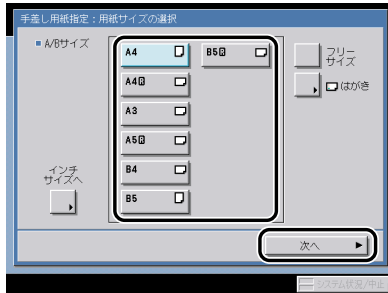 手差し用紙指定：用紙サイズの選択
■ A/Bサイズ
A4
B5R
A4R
A3
A5R
B4
B5
フリー
サイズ
はがき
インチ
サイズへ
次へ
システム状況/中止